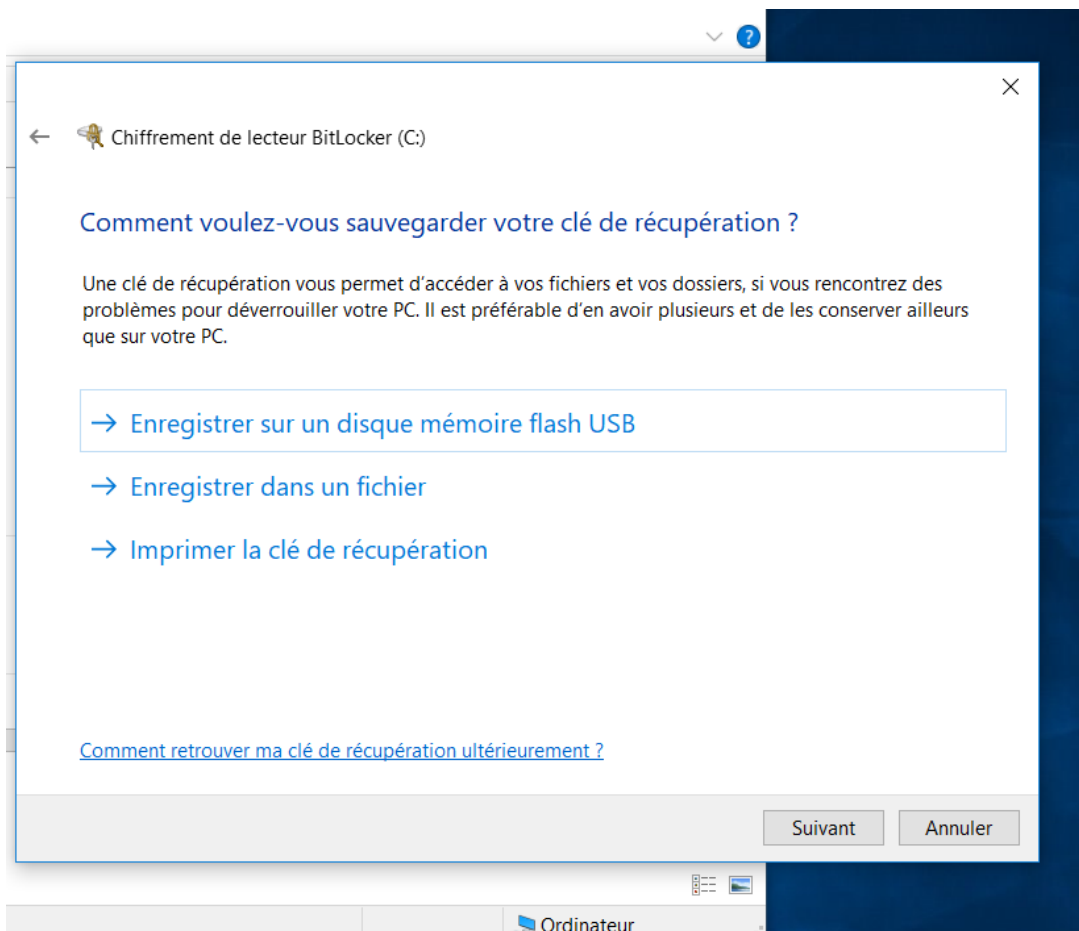 Chiffrement de lecteur BitLocker (C:)
Comment voulez-vous sauvegarder votre clé de récupération ?
Une clé de récupération vous permet d’accéder à vos fichiers et vos dossiers, si vous rencontrez des
problèmes pour déverrouiller votre PC. Il est préférable d’en avoir plusieurs et de les conserver ailleurs
que sur votre PC.
→ Enregistrer sur un disque mémoire flash USB
→ Enregistrer dans un fichier
→ Imprimer la clé de récupération
Comment retrouver ma clé de récupération ultérieurement ?
Suivant Annuler
Ordinateur